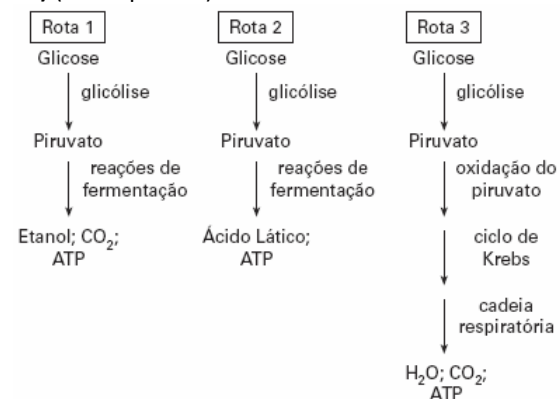 Rota 1
Glicose
glicólise
Piruvato
reações de
fermentação
Etanol; CO₂;
ATP
Rota 2
Glicose
glicólise
Piruvato
reações de
fermentação
Ácido Lático;
ATP
Rota 3
Glicose
glicólise
Piruvato
oxidação do
piruvato
ciclo de
Krebs
cadeia
respiratória
H₂O; CO₂;
ATP